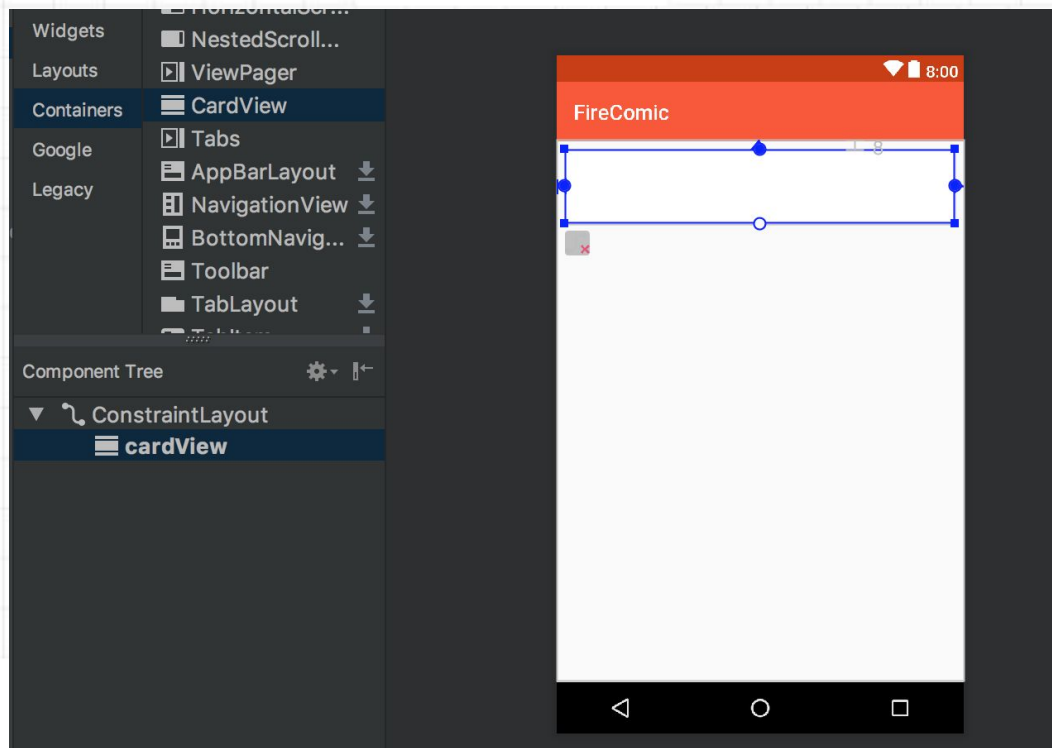 Widgets
Layouts
Containers
Google
Legacy
NestedScroll...
ViewPager
CardView
Tabs
AppBarLayout
NavigationView
BottomNavig...
Toolbar
TabLayout
Component Tree
ConstraintLayout
cardView
8:00
FireComic
8